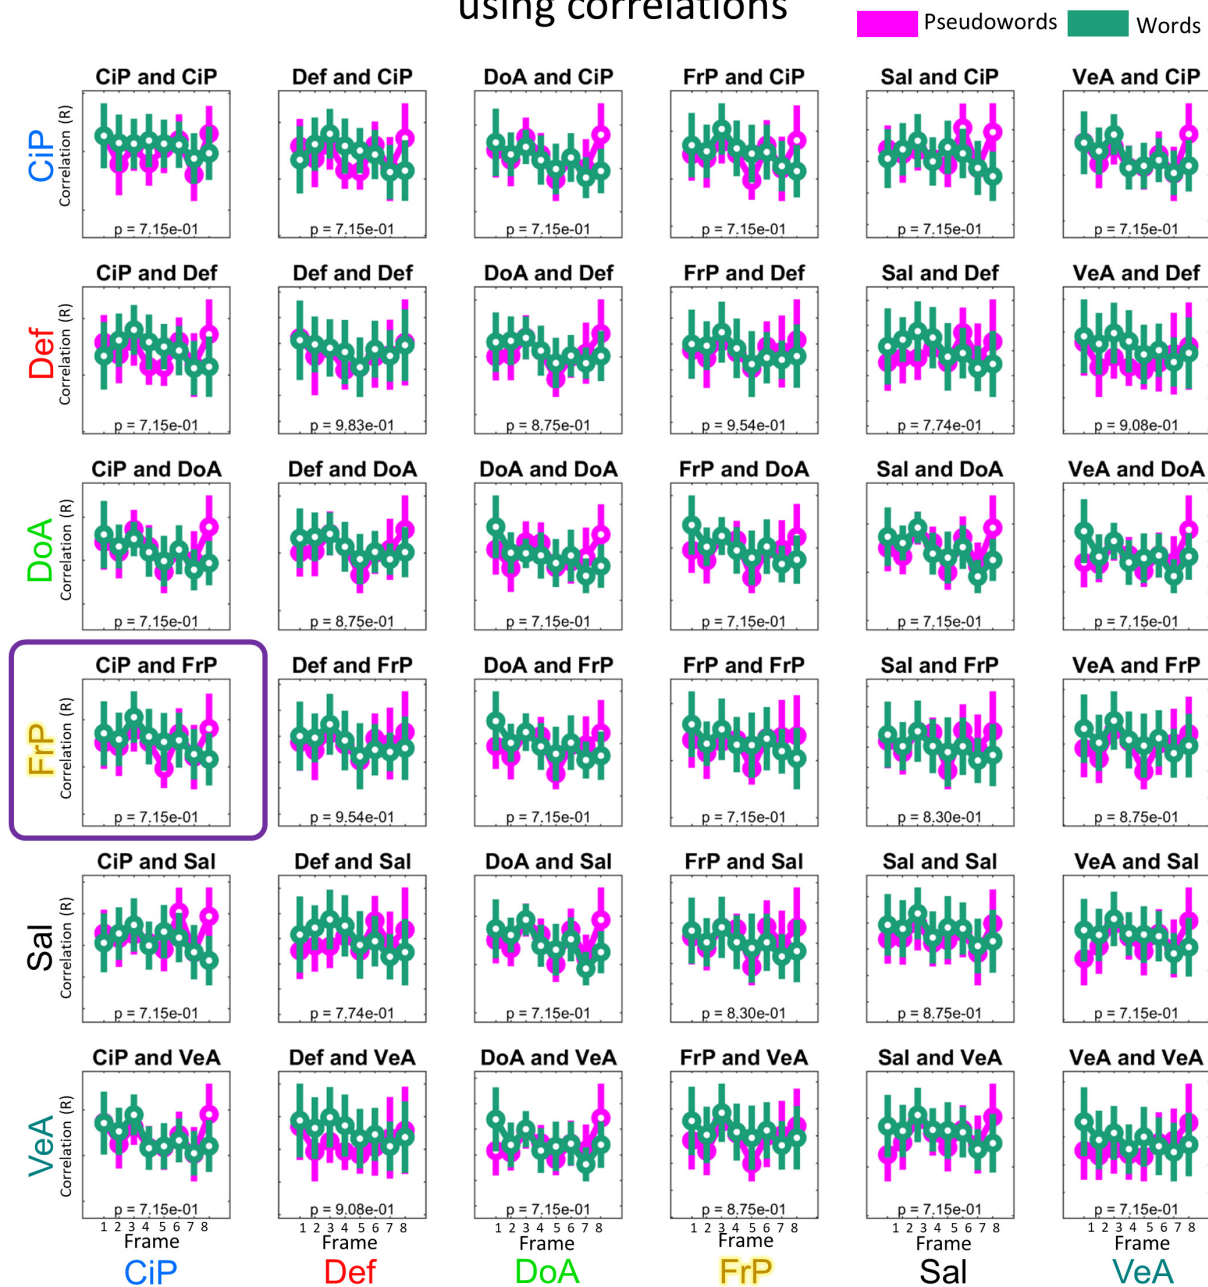 using correlations
Pseudowords Words
CiP and CiP Def and CiP DoA and CiP FrP and CiP Sal and CiP VeA and CiP
CiP Correlation (R)
p = 7.15e-01 p = 7.15e-01 p = 7.15e-01 p = 7.15e-01 p = 7.15e-01 p = 7.15e-01
CiP and Def Def and Def DoA and Def FrP and Def Sal and Def VeA and Def
Def Correlation (R)
p = 7.15e-01 p = 9.83e-01 p = 8.75e-01 p = 9.54e-01 p = 7.74e-01 p = 9.08e-01
CiP and DoA Def and DoA DoA and DoA FrP and DoA Sal and DoA VeA and DoA
DoA Correlation (R)
p = 7.15e-01 p = 8.75e-01 p = 7.15e-01 p = 7.15e-01 p = 7.15e-01 p = 7.15e-01
CiP and FrP Def and FrP DoA and FrP FrP and FrP Sal and FrP VeA and FrP
FrP Correlation (R)
p = 7.15e-01 p = 9.54e-01 p = 7.15e-01 p = 7.15e-01 p = 8.30e-01 p = 8.75e-01
CiP and Sal Def and Sal DoA and Sal FrP and Sal Sal and Sal VeA and Sal
Sal Correlation (R)
p = 7.15e-01 p = 7.74e-01 p = 7.15e-01 p = 8.30e-01 p = 8.75e-01 p = 7.15e-01
CiP and VeA Def and VeA DoA and VeA FrP and VeA Sal and VeA VeA and VeA
VeA Correlation (R)
p = 7.15e-01 p = 9.08e-01 p = 7.15e-01 p = 8.75e-01 p = 7.15e-01 p = 7.15e-01
1 2 3 4 5 6 7 8 1 2 3 4 5 6 7 8 1 2 3 4 5 6 7 8 1 2 3 4 5 6 7 8 1 2 3 4 5 6 7 8 1 2 3 4 5 6 7 8
Frame Frame Frame Frame Frame Frame
CiP Def DoA FrP Sal VeA